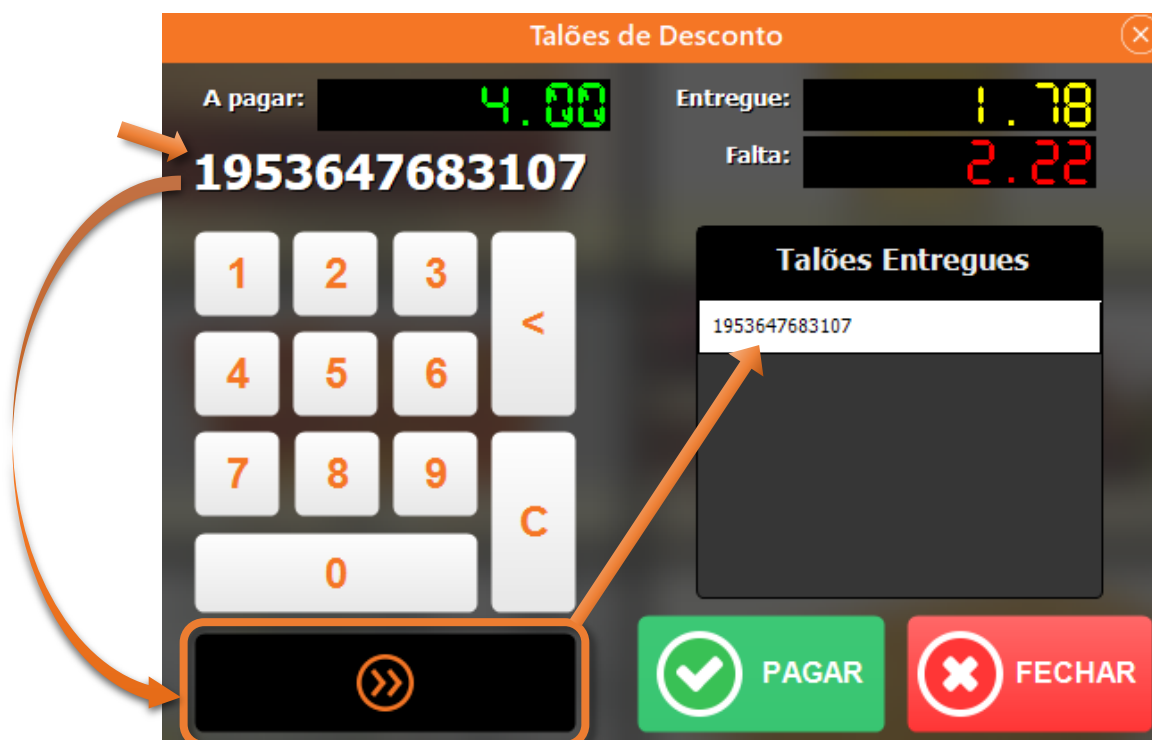 Talões de Desconto
A pagar: 4.00
Entregue: 1.78
Falta: 2.22
1953647683107
1 2 3 <
4 5 6
7 8 9 C
0
Talões Entregues
1953647683107
PAGAR
FECHAR